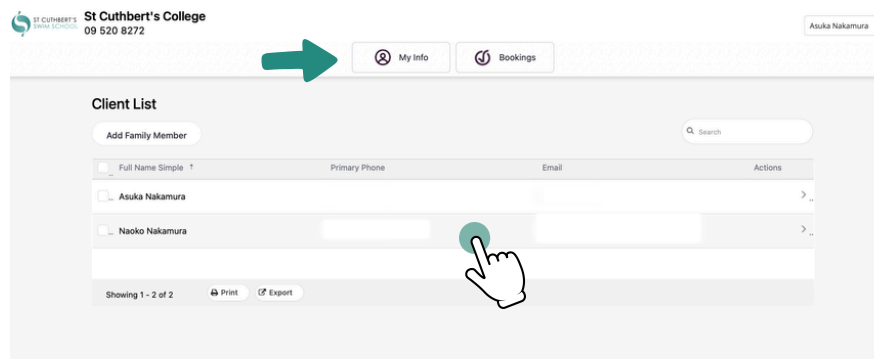 ST CUTHBERT'S
SWIM SCHOOL
St Cuthbert's College
09 520 8272
Asuka Nakamura
My Info
Bookings
Client List
Add Family Member
Search
Full Name Simple ↑ Primary Phone Email Actions
Asuka Nakamura
Naoko Nakamura
Showing 1 - 2 of 2 Print Export